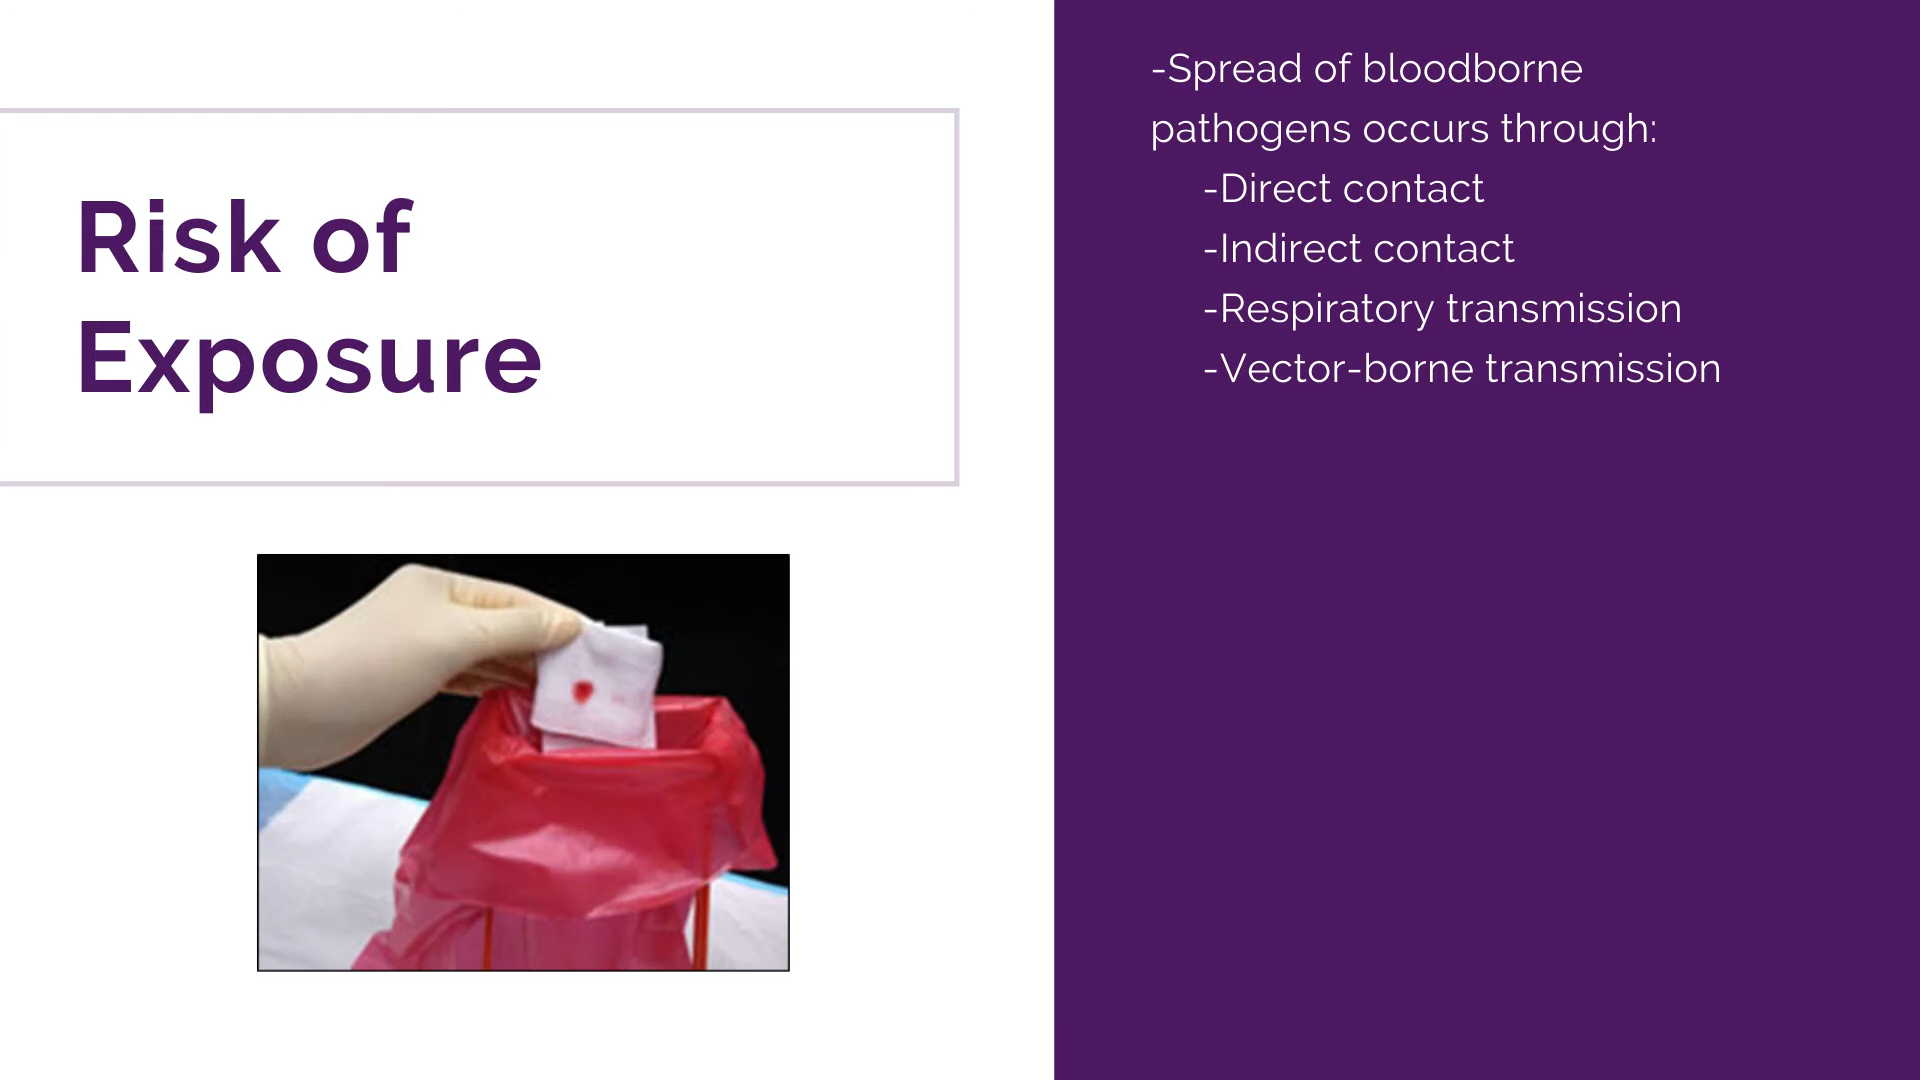 Risk of
Exposure
-Spread of bloodborne
pathogens occurs through:
-Direct contact
-Indirect contact
-Respiratory transmission
-Vector-borne transmission